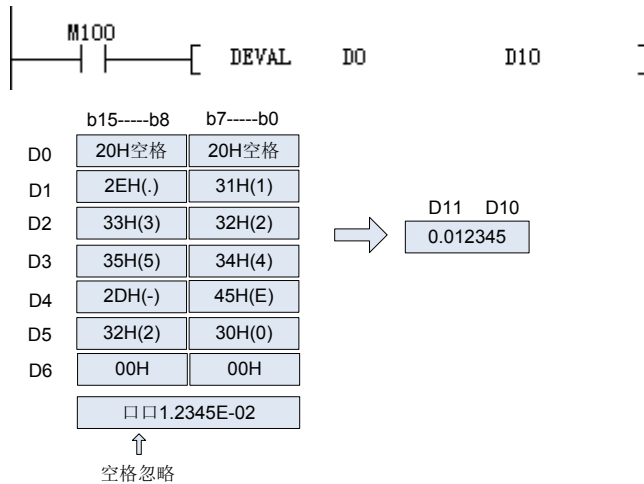 M100
DEVAL D0 D10
b15-----b8 b7-----b0
D0 20H空格 20H空格
D1 2EH(.) 31H(1)
D11 D10
D2 33H(3) 32H(2)
0.012345
D3 35H(5) 34H(4)
D4 2DH(-) 45H(E)
D5 32H(2) 30H(0)
D6 00H 00H
口口1.2345E-02
空格忽略